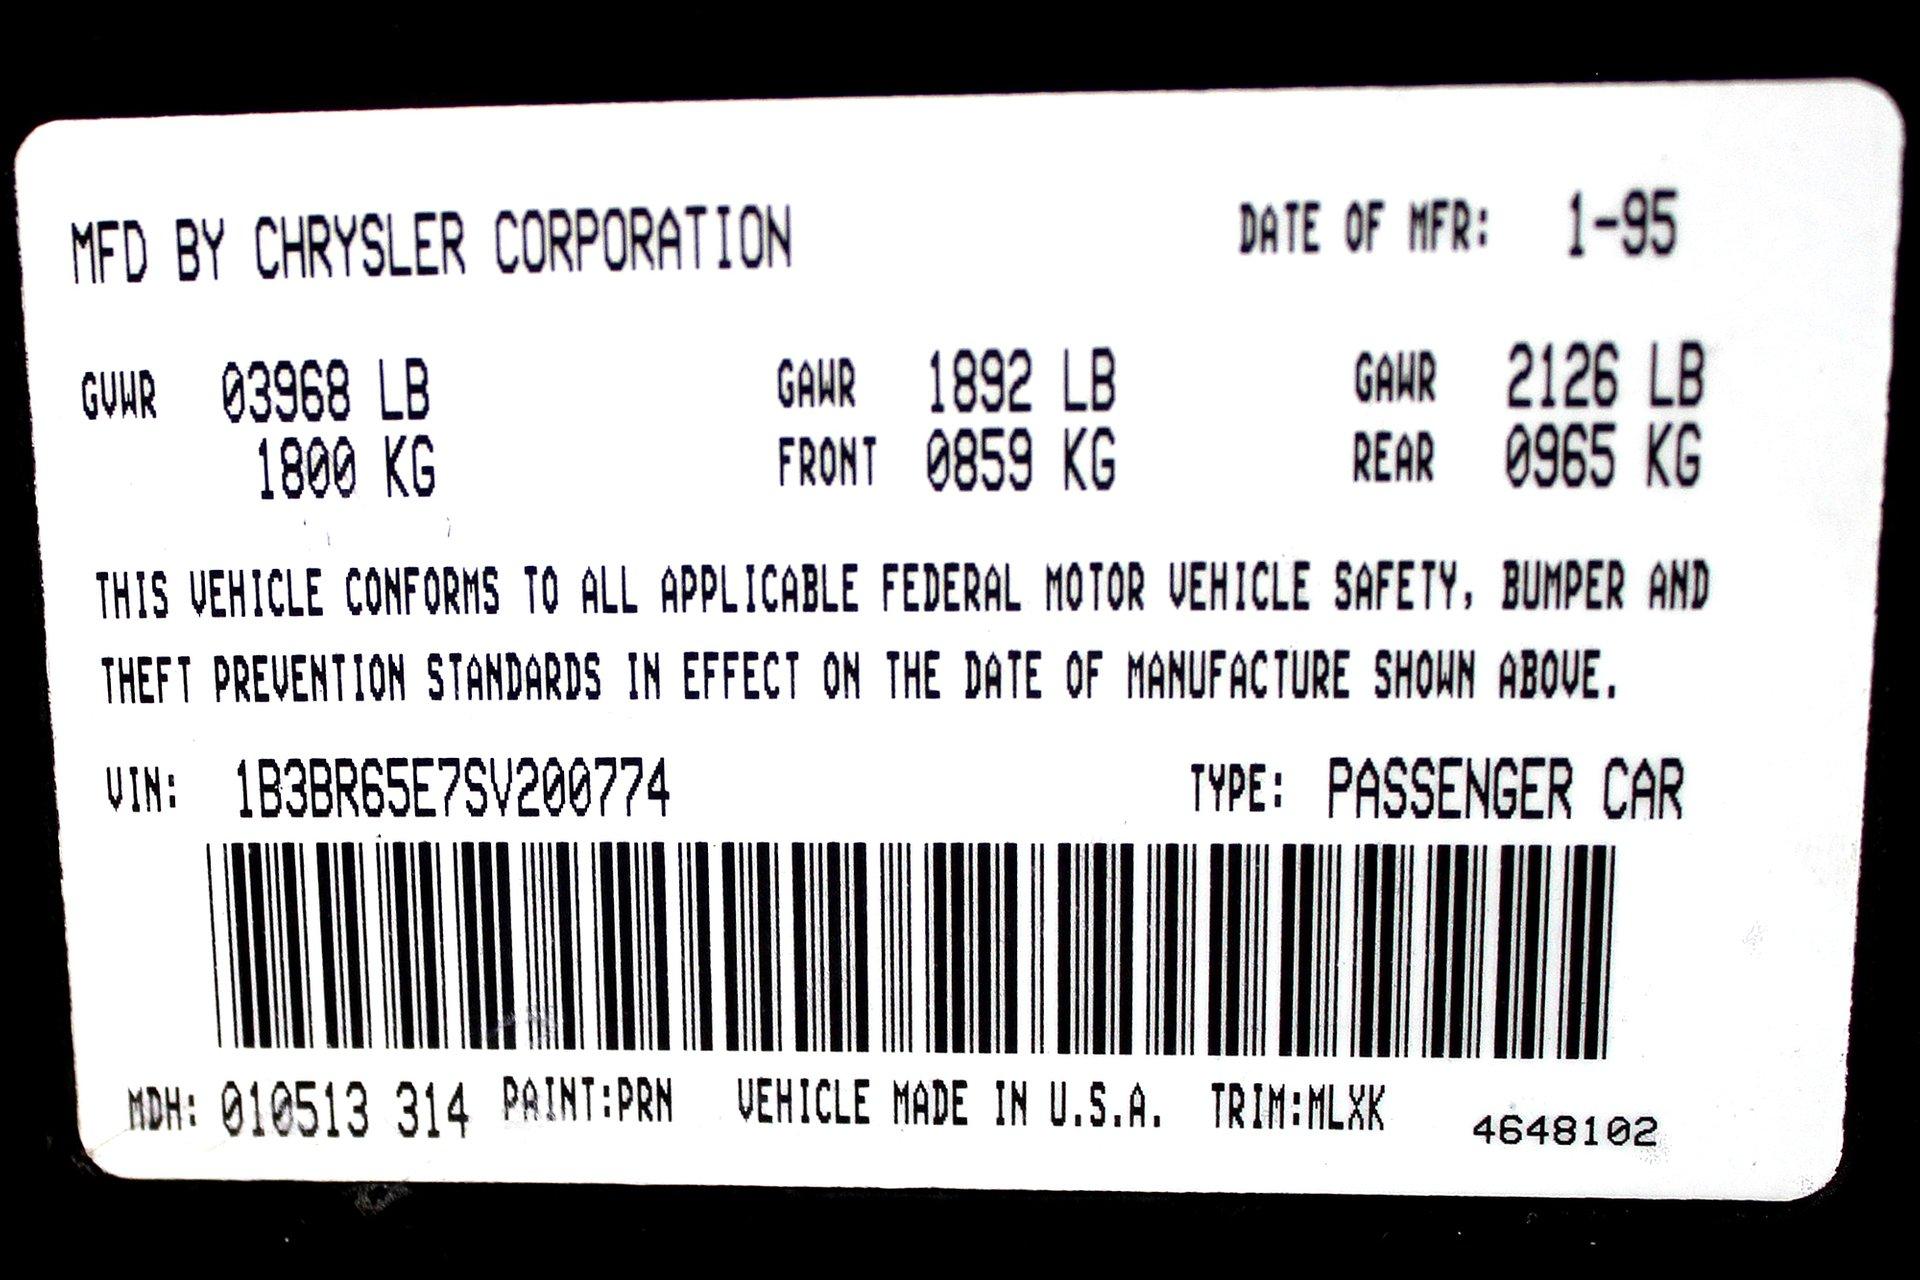 MFD BY CHRYSLER CORPORATION DATE OF MFR: 1-95
GVWR 03968 LB GAWR 1892 LB GAWR 2126 LB
1800 KG FRONT 0859 KG REAR 0965 KG
THIS VEHICLE CONFORMS TO ALL APPLICABLE FEDERAL MOTOR VEHICLE SAFETY, BUMPER AND
THEFT PREVENTION STANDARDS IN EFFECT ON THE DATE OF MANUFACTURE SHOWN ABOVE.
VIN: 1B3BR65E7SV200774 TYPE: PASSENGER CAR
MDH: 010513 314 PAINT:PRN VEHICLE MADE IN U.S.A. TRIM:MLXK 4648102